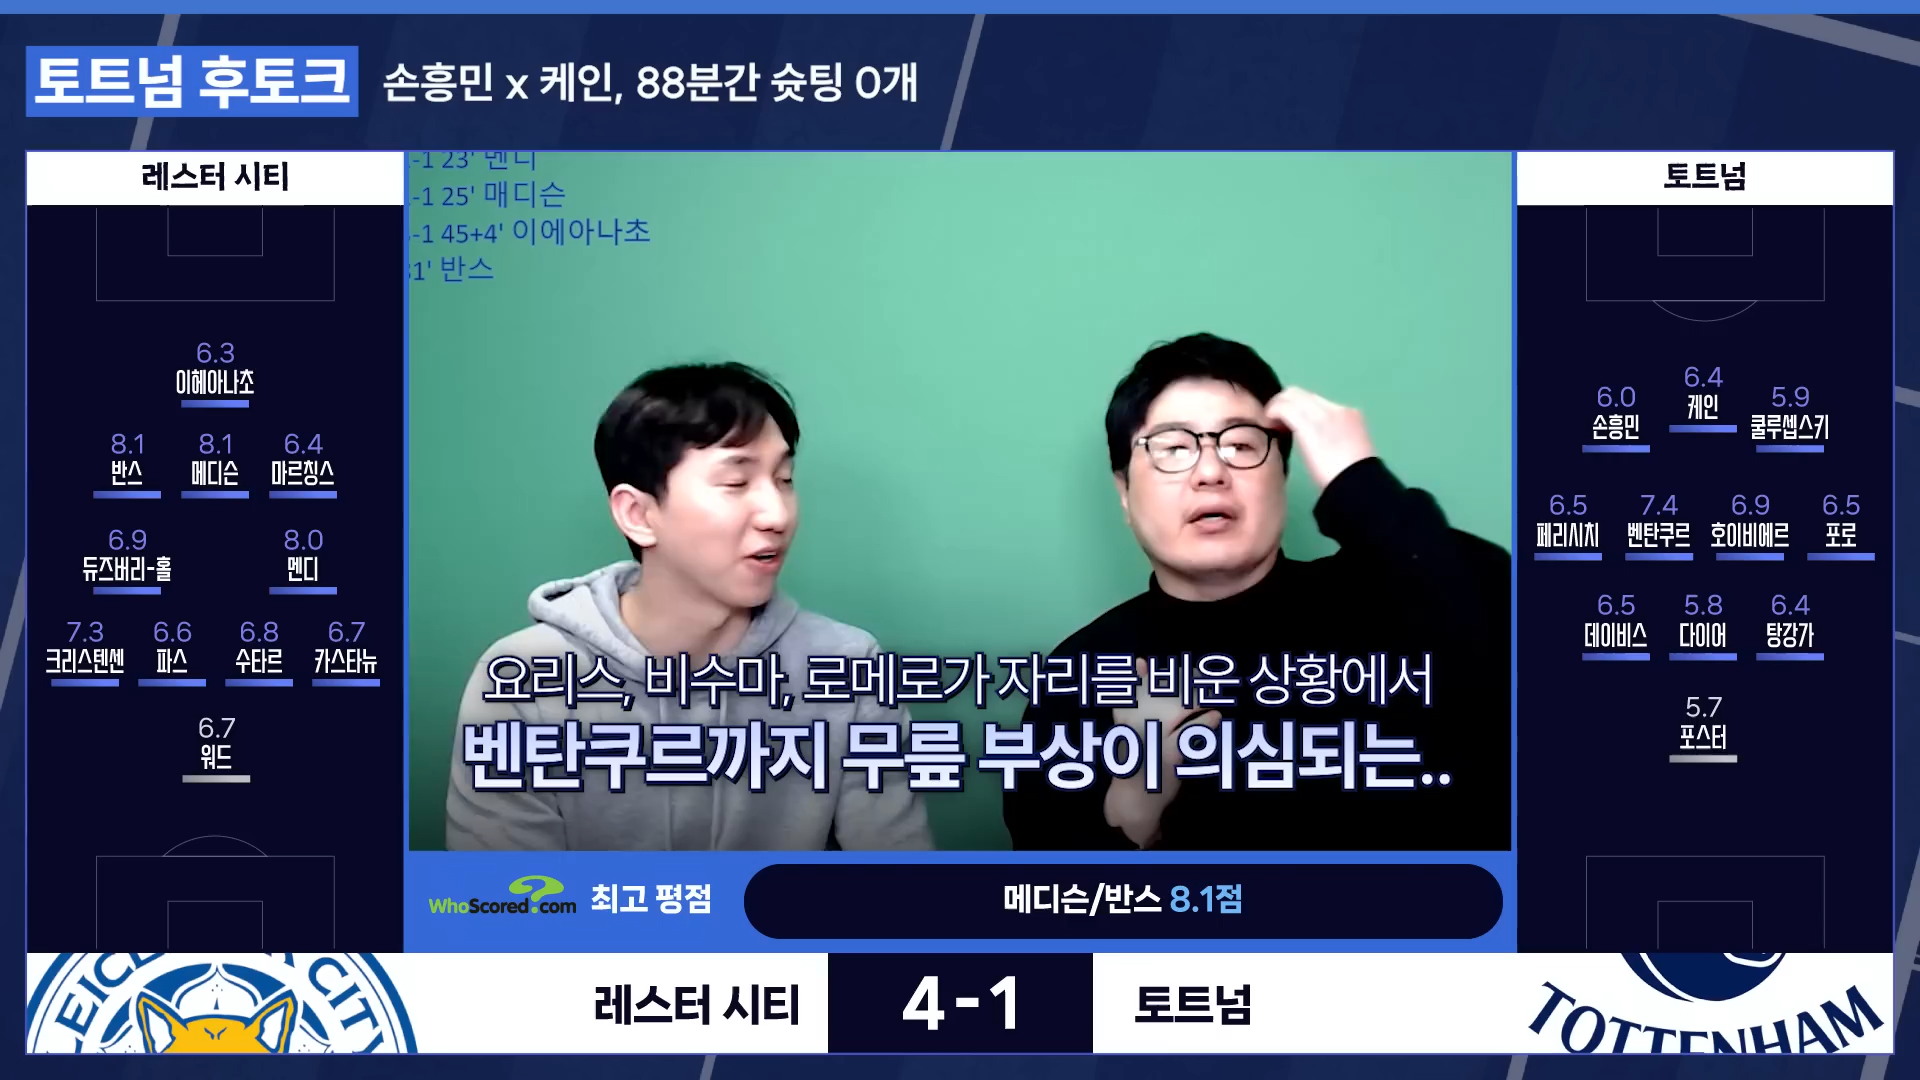 토트넘 후토크
손흥민 x 케인, 88분간 슛팅 0개
레스터 시티
6.3
이헤아나초
8.1 8.1 6.4
반스 메디슨 마르칭스
6.9 8.0
듀즈버리-홀 멘디
7.3 6.6 6.8 6.7
크리스텐센 파스 수타르 카스타뉴
6.7
워드
-1 23' 멘디
-1 25' 매디슨
-1 45+4' 이에아나초
81' 반스
요리스, 비수마, 로메로가 자리를 비운 상황에서
벤탄쿠르까지 무릎 부상이 의심되는..
WhoScored.com 최고 평점
메디슨/반스 8.1점
토트넘
6.0 6.4 5.9
손흥민 케인 쿨루셉스키
6.5 7.4 6.9 6.5
페리시치 벤탄쿠르 호이비에르 포로
6.5 5.8 6.4
데이비스 다이어 탕강가
5.7
포스터
레스터 시티 4-1 토트넘
CITY
TOTTENHAM